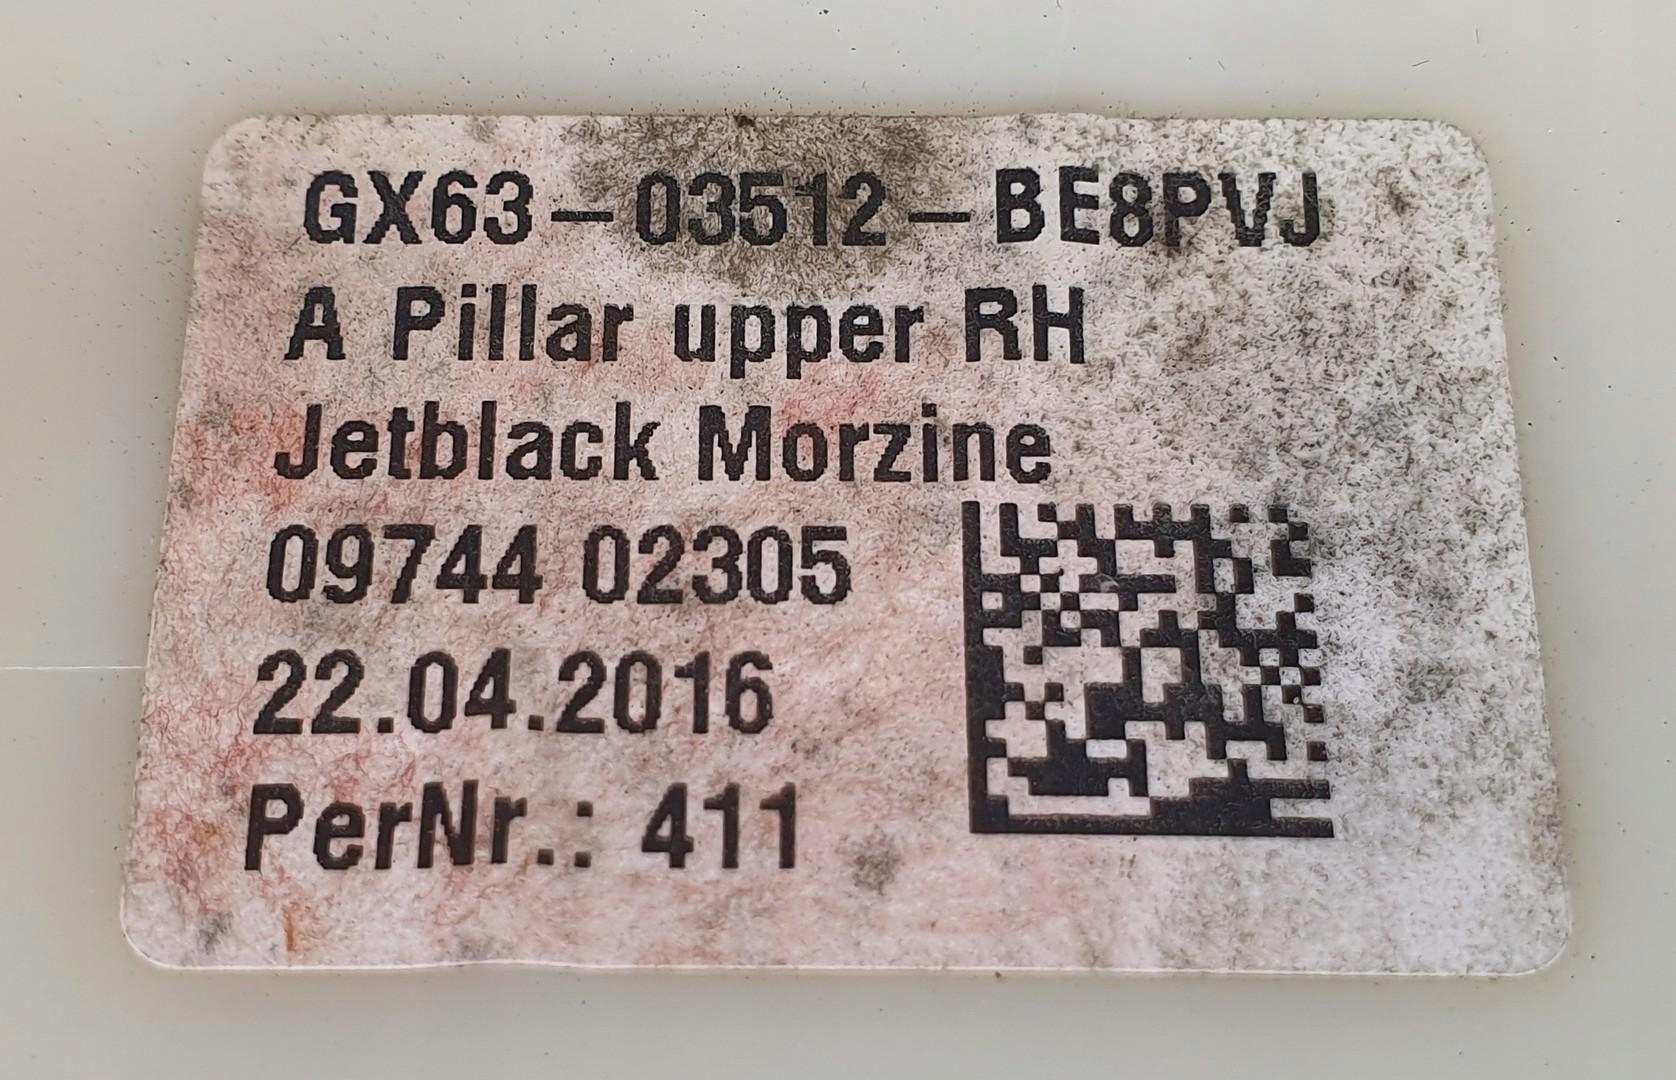 GX63-03512-BE8PVJ
A Pillar upper RH
Jetblack Morzine
09744 02305
22.04.2016
PerNr.: 411